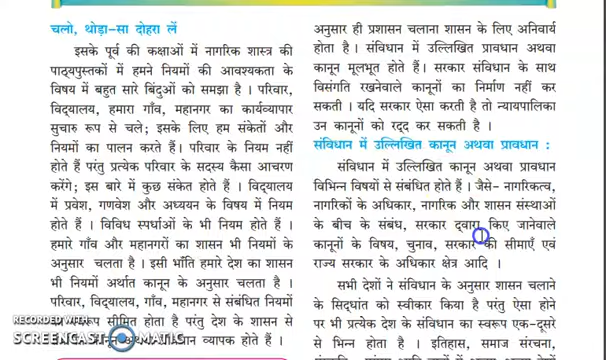 चलो, थोड़ा-सा दोहरा लें
इसके पूर्व की कक्षाओं में नागरिक शास्त्र की
पाठ्यपुस्तकों में हमने नियमों की आवश्यकता के
विषय में बहुत सारे बिंदुओं को समझा है । परिवार,
विद्यालय, हमारा गाँव, महानगर का कार्यव्यापार
सुचारु रूप से चले; इसके लिए हम संकेतों और
नियमों का पालन करते हैं। परिवार के नियम नहीं
होते हैं परंतु प्रत्येक परिवार के सदस्य कैसा आचरण
करेंगे; इस बारे में कुछ संकेत होते हैं । विद्यालय
में प्रवेश, गणवेश और अध्ययन के विषय में नियम
होते हैं । विविध स्पर्धाओं के भी नियम होते हैं ।
हमारे गाँव और महानगरों का शासन भी नियमों के
अनुसार चलता है । इसी भाँति हमारे देश का शासन
भी नियमों अर्थात कानून के अनुसार चलता है ।
परिवार, विद्यालय, गाँव, महानगर से संबंधित नियमों
सीमित होता है परंतु देश के शासन से
व्यापक होते हैं ।
RECORDED WITH
SCREENCAST MATIC
अनुसार ही प्रशासन चलाना शासन के लिए अनिवार्य
होता है । संविधान में उल्लिखित प्रावधान अथवा
कानून मूलभूत होते हैं । सरकार संविधान के साथ
विसंगति रखनेवाले कानूनों का निर्माण नहीं कर
सकती । यदि सरकार ऐसा करती है तो न्यायपालिका
उन कानूनों को रद्द कर सकती है ।
संविधान में उल्लिखित कानून अथवा प्रावधान :
संविधान में उल्लिखित कानून अथवा प्रावधान
विभिन्न विषयों से संबंधित होते हैं । जैसे- नागरिकत्व,
नागरिकों के अधिकार, नागरिक और शासन संस्थाओं
के बीच के संबंध, सरकार द्वारा किए जानेवाले
कानूनों के विषय, चुनाव, सरकार की सीमाएँ एवं
राज्य सरकार के अधिकार क्षेत्र आदि ।
सभी देशों ने संविधान के अनुसार शासन चलाने
के सिद्धांत को स्वीकार किया है परंतु ऐसा होने
पर भी प्रत्येक देश के संविधान का स्वरूप एक-दूसरे
से भिन्न होता है । इतिहास, समाज संरचना,